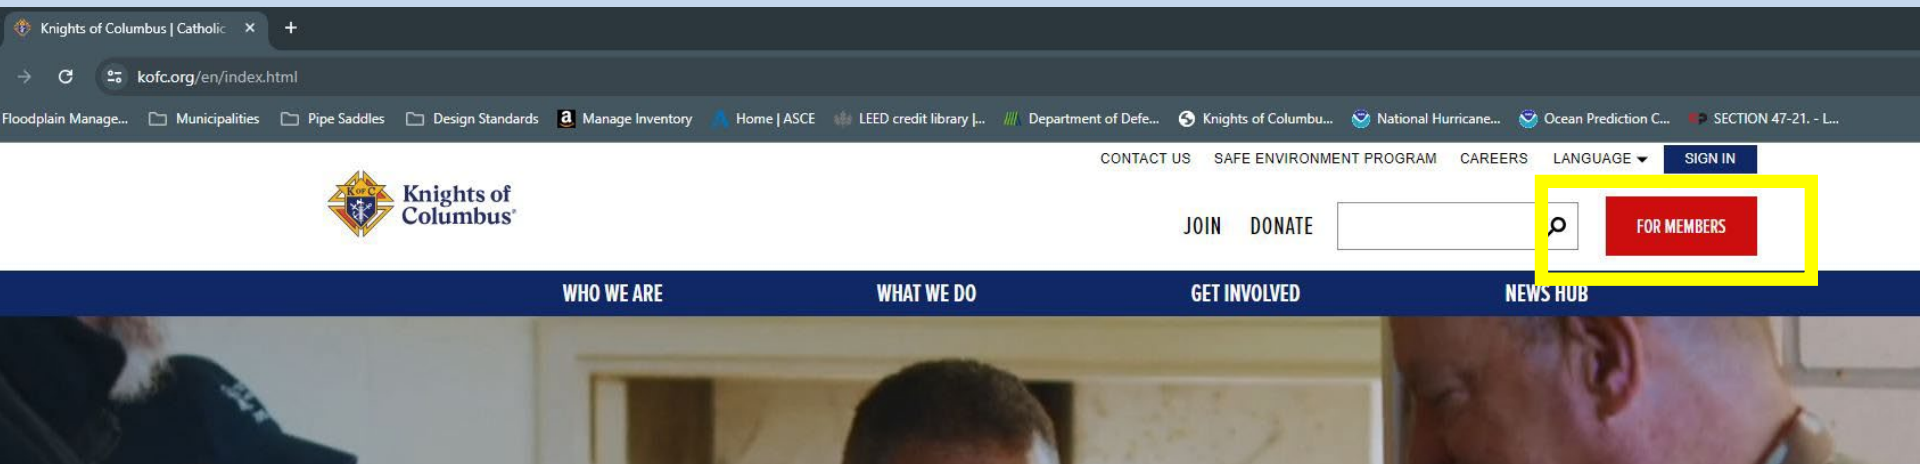 Knights of Columbus | Catholic
kofc.org/en/index.html
Floodplain Manage... Municipalities Pipe Saddles Design Standards Manage Inventory Home | ASCE LEED credit library |... Department of Defe... Knights of Columbu... National Hurricane... Ocean Prediction C... SECTION 47-21. - L...
CONTACT US SAFE ENVIRONMENT PROGRAM CAREERS LANGUAGE SIGN IN
K OF C
Knights of
Columbus®
JOIN DONATE FOR MEMBERS
WHO WE ARE WHAT WE DO GET INVOLVED NEWS HUB